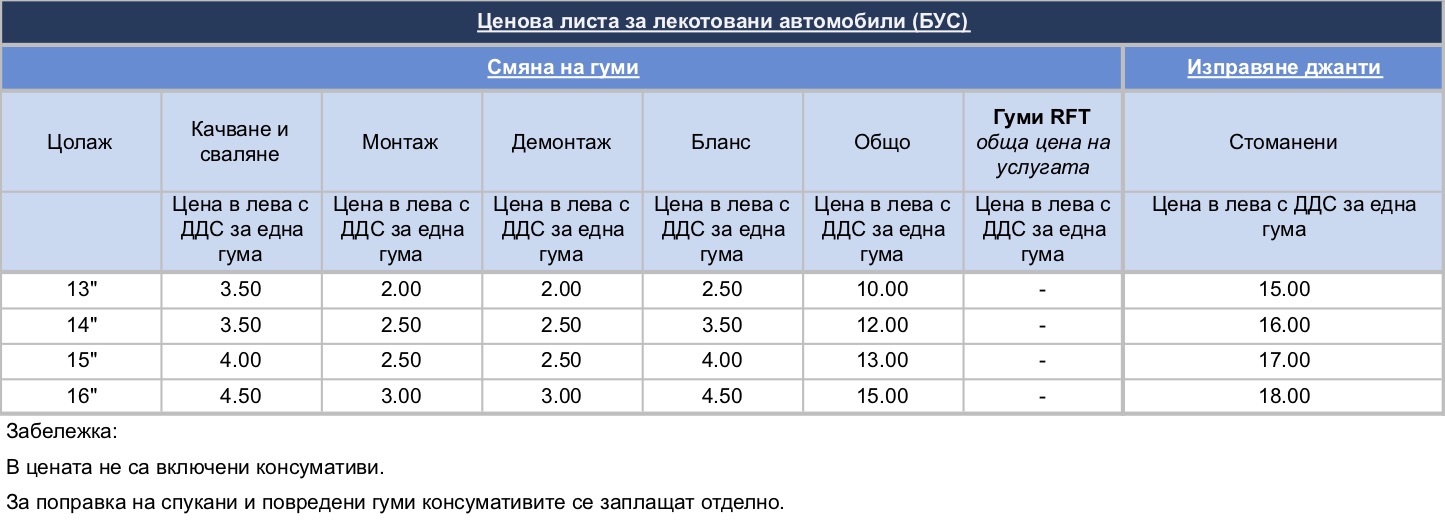 Ценова листа за лекотовани автомобили (БУС)
Смяна на гуми Изправяне джанти
Цолаж Качване и сваляне Монтаж Демонтаж Бланс Общо Гуми RFT обща цена на услугата Стоманени
Цена в лева с ДДС за една гума Цена в лева с ДДС за една гума Цена в лева с ДДС за една гума Цена в лева с ДДС за една гума Цена в лева с ДДС за една гума Цена в лева с ДДС за една гума Цена в лева с ДДС за една гума
13" 3.50 2.00 2.00 2.50 10.00 - 15.00
14" 3.50 2.50 2.50 3.50 12.00 - 16.00
15" 4.00 2.50 2.50 4.00 13.00 - 17.00
16" 4.50 3.00 3.00 4.50 15.00 - 18.00
Забележка:
В цената не са включени консумативи.
За поправка на спукани и повредени гуми консумативите се заплащат отделно.